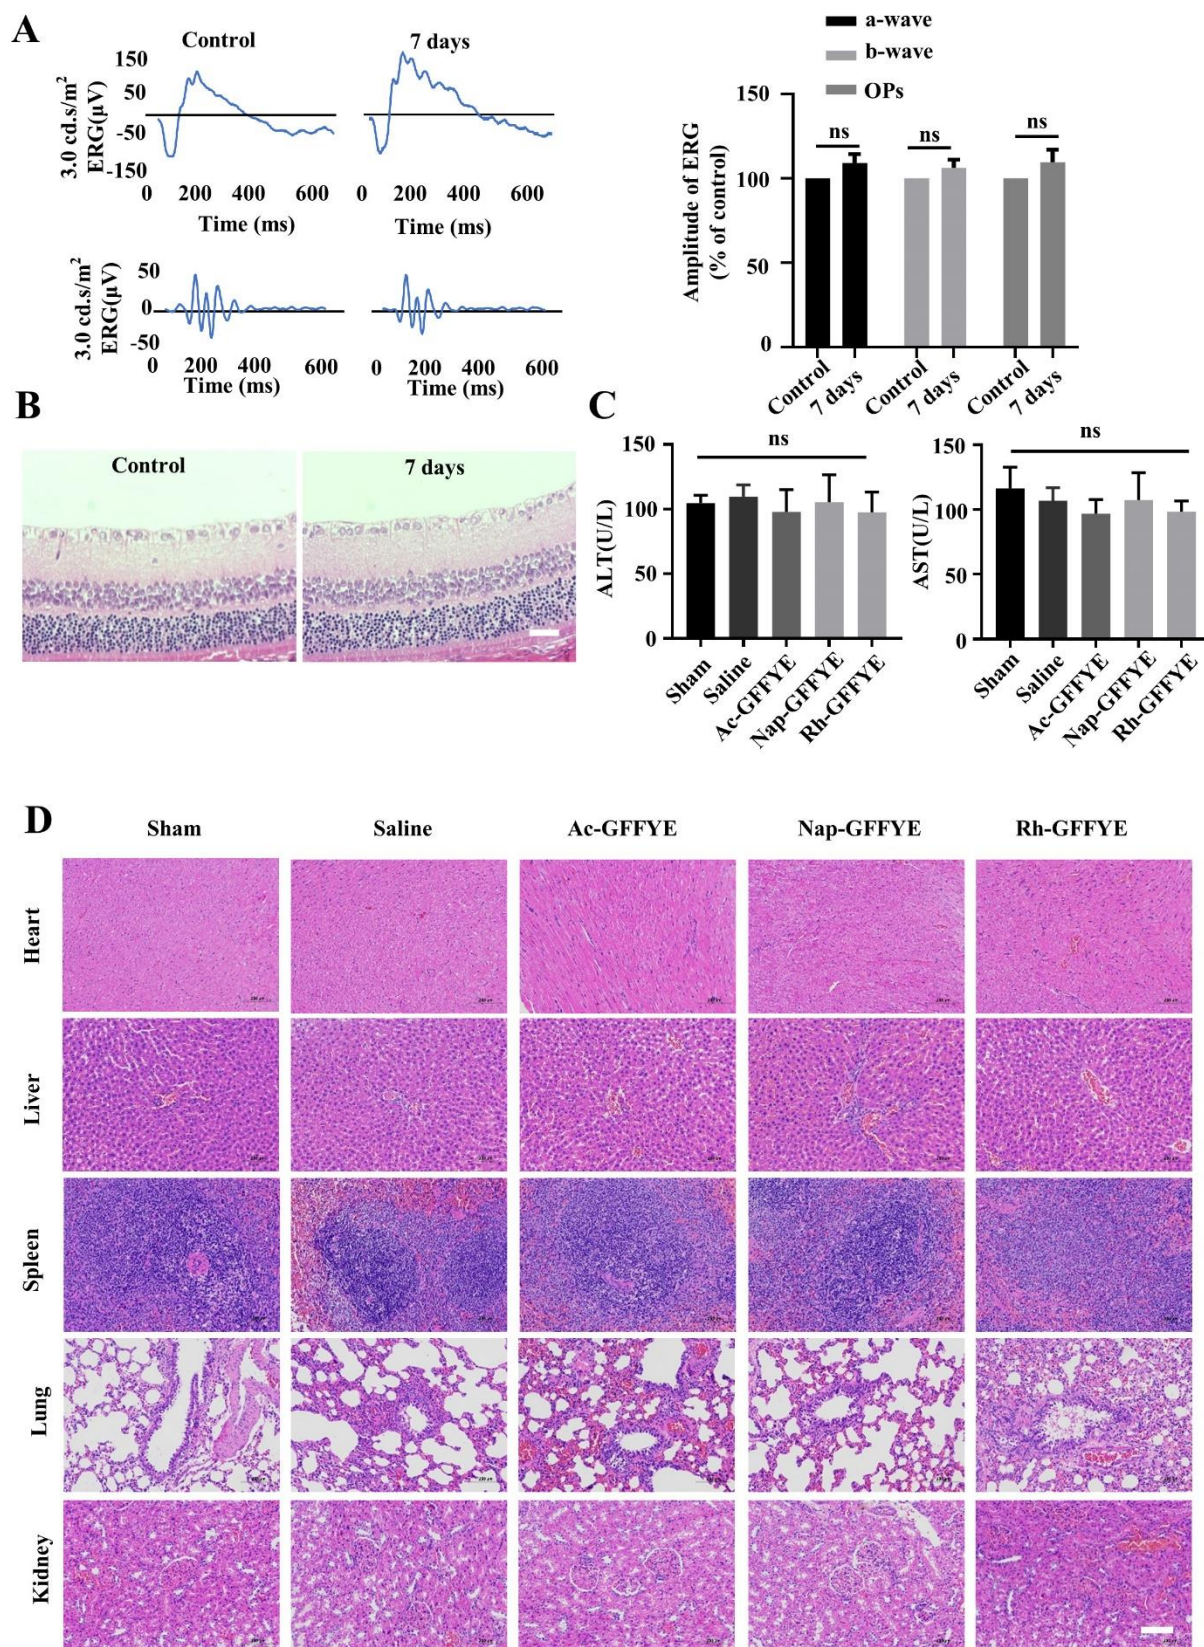 A
Control
7 days
3.0 cd.s/m²
ERG(µV)
150
50
-50
-150
0 200 400 600
Time (ms)
0 200 400 600
Time (ms)
3.0 cd.s/m²
ERG(µV)
50
0
-50
0 200 400 600
Time (ms)
0 200 400 600
Time (ms)
a-wave
b-wave
OPs
Amplitude of ERG
(% of control)
150
100
50
0
ns
ns
ns
Control
7 days
Control
7 days
Control
7 days
B
Control
7 days
C
ALT(U/L)
150
100
50
0
ns
Sham
Saline
Ac-GFFYE
Nap-GFFYE
Rh-GFFYE
AST(U/L)
150
100
50
0
ns
Sham
Saline
Ac-GFFYE
Nap-GFFYE
Rh-GFFYE
D
Sham
Saline
Ac-GFFYE
Nap-GFFYE
Rh-GFFYE
Heart
Liver
Spleen
Lung
Kidney